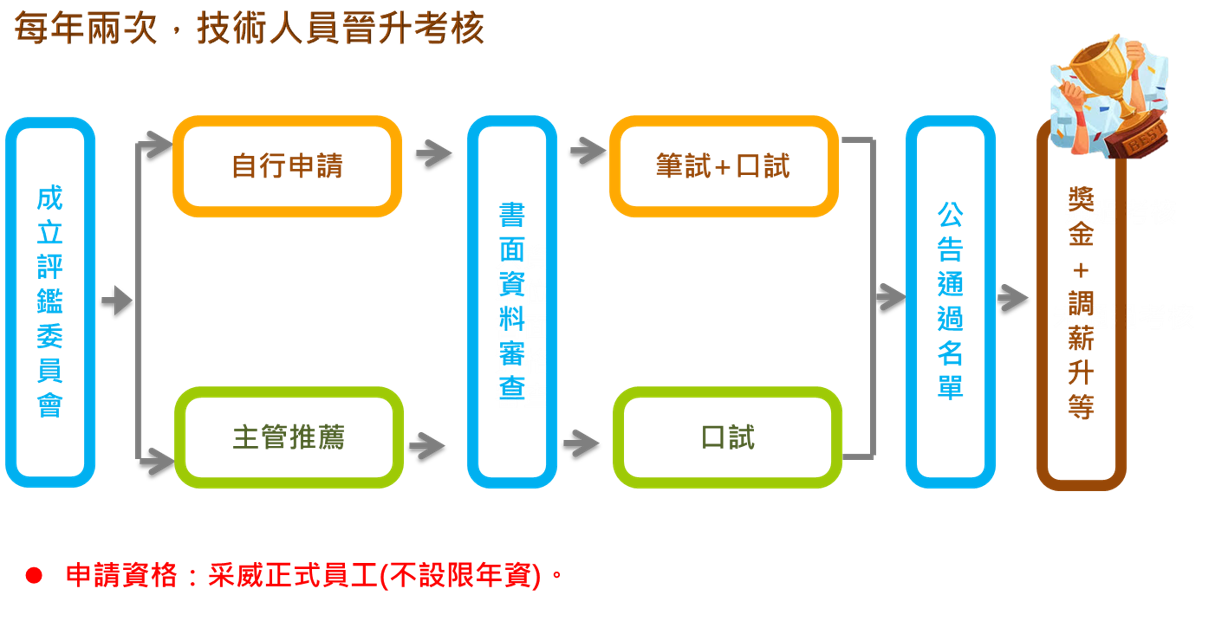 每年兩次，技術人員晉升考核
成立評鑑委員會
自行申請
主管推薦
書面資料審查
筆試+口試
口試
公告通過名單
BEST
獎金+調薪升等
申請資格：采威正式員工(不設限年資)。